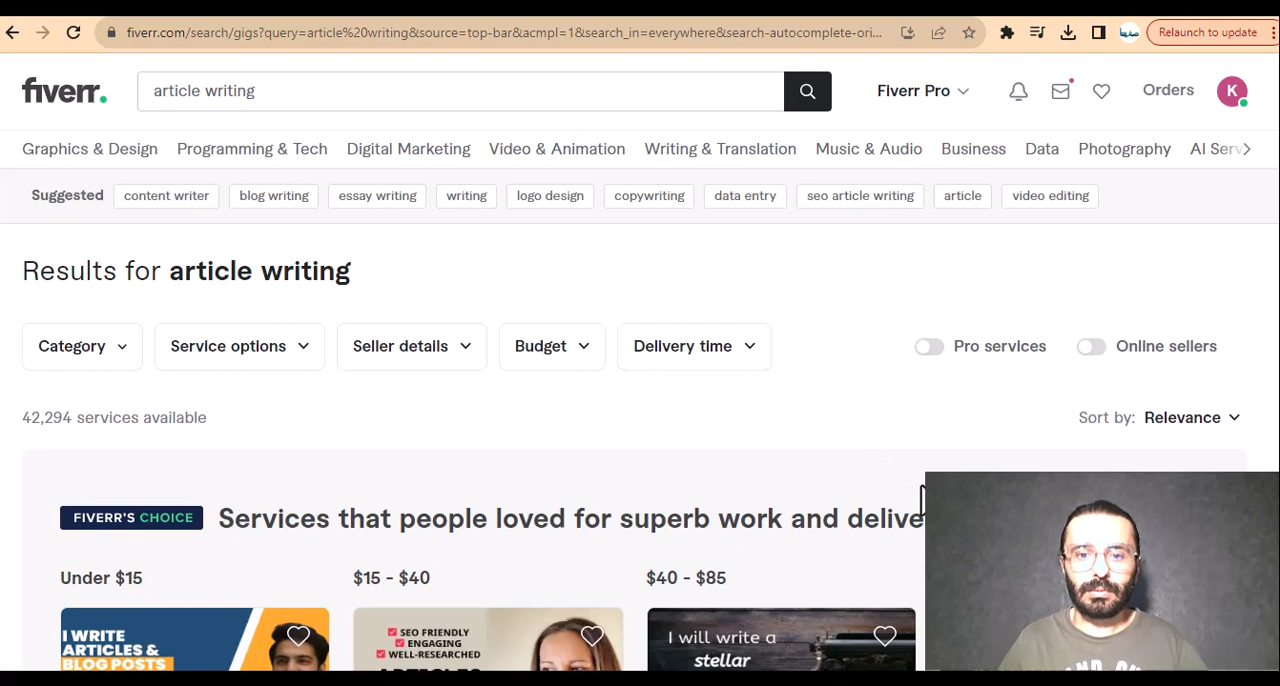 fiverr.com/search/gigs?query=article%20writing&source=top-bar&acmpl=1&search_in=everywhere&search-autocomplete-ori...
Relaunch to update
fiverr.
article writing
Fiverr Pro
Orders
K
Graphics & Design Programming & Tech Digital Marketing Video & Animation Writing & Translation Music & Audio Business Data Photography AI Serv
Suggested content writer blog writing essay writing writing logo design copywriting data entry seo article writing article video editing
Results for article writing
Category Service options Seller details Budget Delivery time Pro services Online sellers
42,294 services available Sort by: Relevance
FIVERR'S CHOICE Services that people loved for superb work and delive
Under $15 $15 - $40 $40 - $85
I WRITE
ARTICLES &
BLOG POSTS
SEO FRIENDLY
ENGAGING
WELL-RESEARCHED
I will write a
stellar